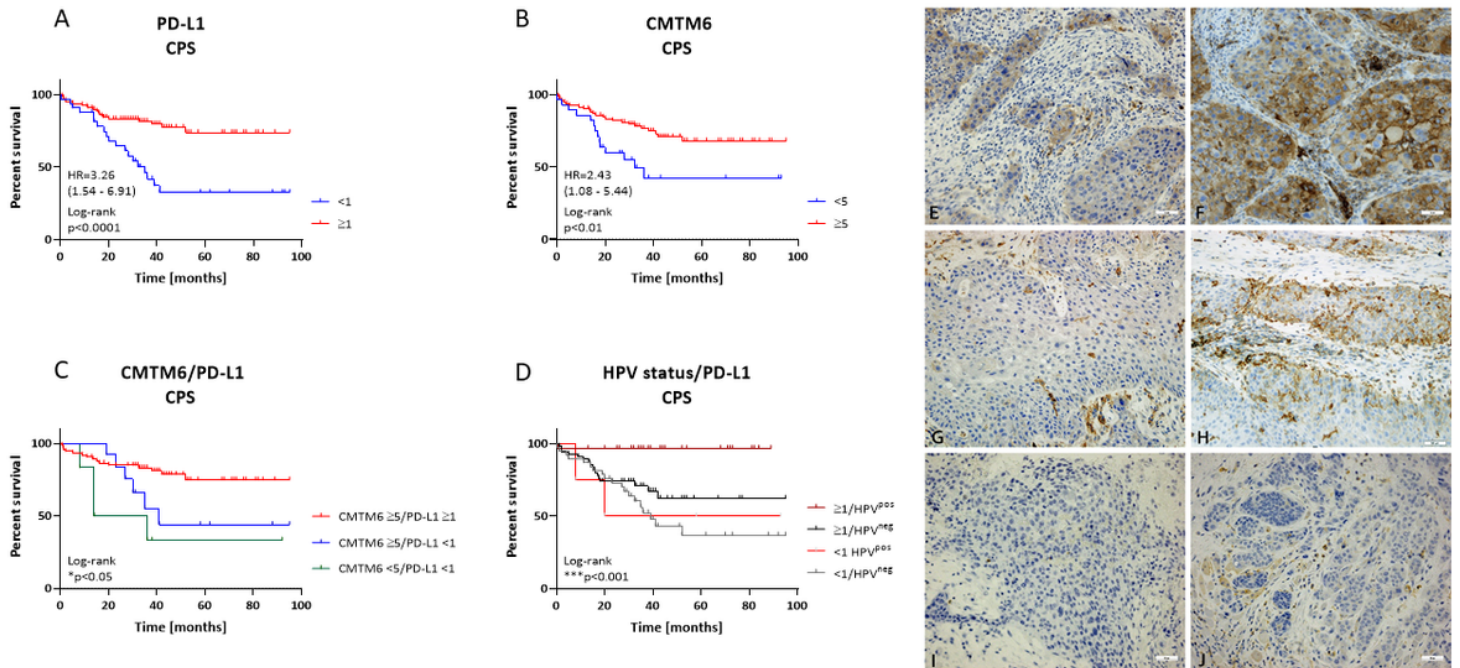 A
PD-L1
CPS
Percent survival
100
50
0
HR=3.26
(1.54 - 6.91)
Log-rank
p<0.0001
<1
≥1
0 20 40 60 80 100
Time [months]
B
CMTM6
CPS
Percent survival
100
50
0
HR=2.43
(1.08 - 5.44)
Log-rank
p<0.01
<5
≥5
0 20 40 60 80 100
Time [months]
C
CMTM6/PD-L1
CPS
Percent survival
100
50
0
Log-rank
*p<0.05
CMTM6 ≥5/PD-L1 ≥1
CMTM6 ≥5/PD-L1 <1
CMTM6 <5/PD-L1 <1
0 20 40 60 80 100
Time [months]
D
HPV status/PD-L1
CPS
Percent survival
100
50
0
Log-rank
***p<0.001
≥1/HPVpos
≥1/HPVneg
<1 HPVpos
<1/HPVneg
0 20 40 60 80 100
Time [months]
E
F
G
H
I
J